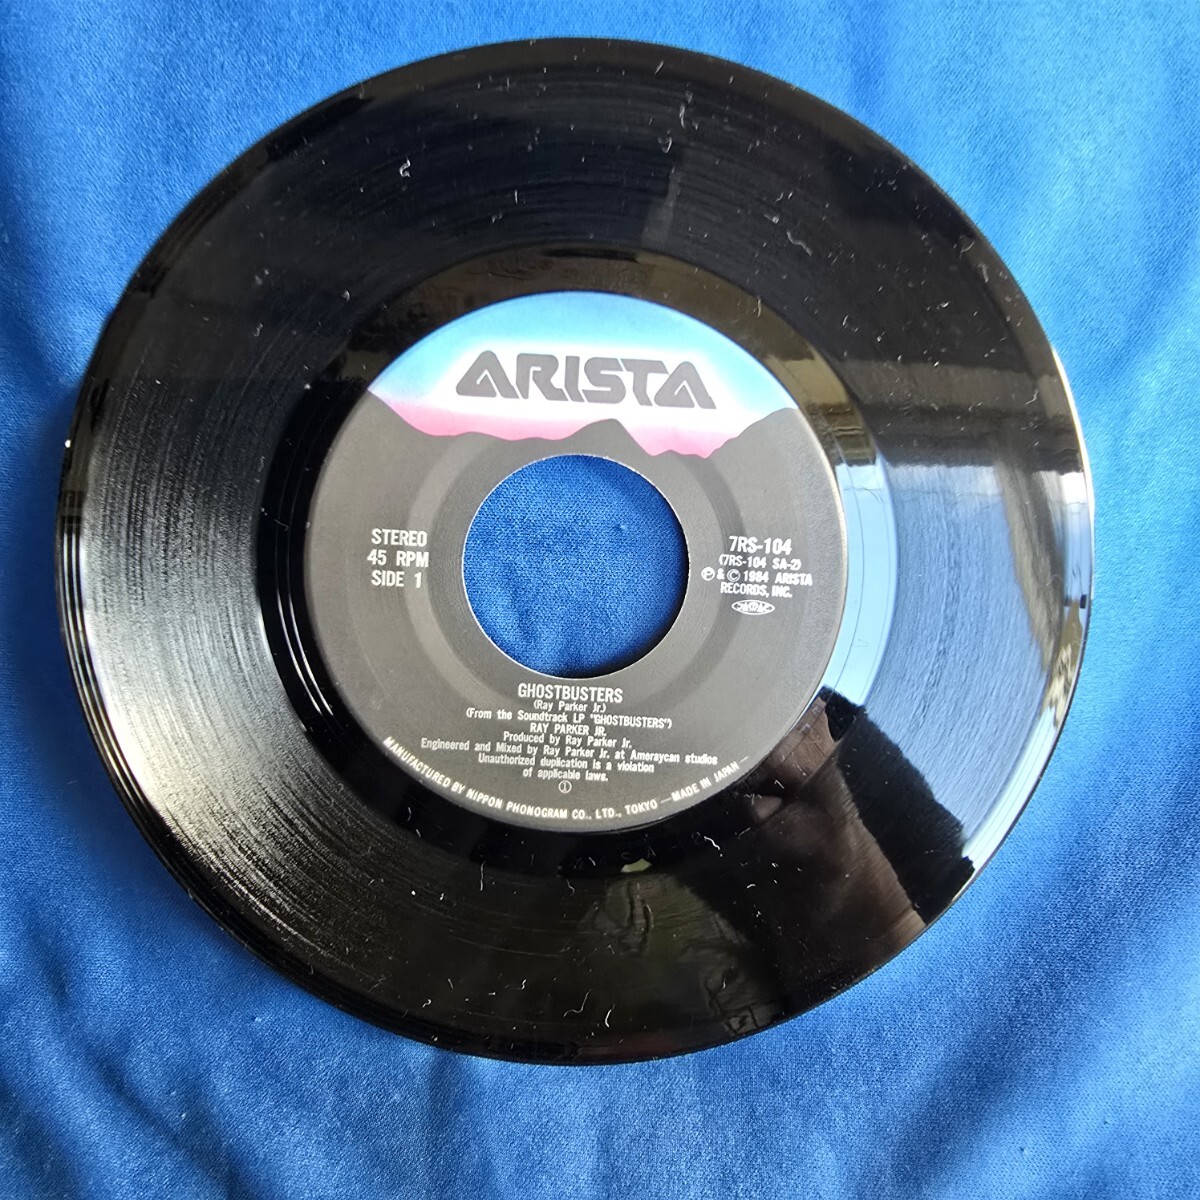 ARISTA
STEREO
45 RPM
SIDE 1
7RS-104
(7RS-104 SA-2)
℗ & © 1984 ARISTA
RECORDS, INC.
GHOSTBUSTERS
(Ray Parker Jr.)
(From the Soundtrack LP "GHOSTBUSTERS")
RAY PARKER JR.
Produced by Ray Parker Jr.
Engineered and Mixed by Ray Parker Jr. at Ameraycan studios
Unauthorized duplication is a violation
of applicable laws.
①
MANUFACTURED BY NIPPON PHONOGRAM CO., LTD., TOKYO —MADE IN JAPAN—